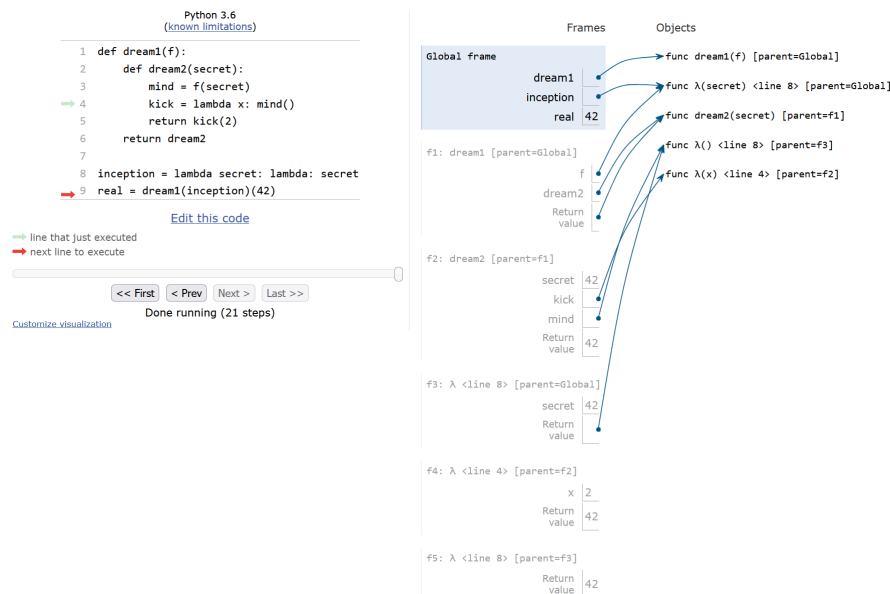 Python 3.6
(known limitations)
1 def dream1(f):
2     def dream2(secret):
3         mind = f(secret)
4         kick = lambda x: mind()
5         return kick(2)
6     return dream2
7
8 inception = lambda secret: lambda: secret
9 real = dream1(inception)(42)
Edit this code
line that just executed
next line to execute
<< First
< Prev
Next >
Last >>
Done running (21 steps)
Customize visualization
Frames
Objects
Global frame
dream1
inception
real 42
func dream1(f) [parent=Global]
func λ(secret) <line 8> [parent=Global]
func dream2(secret) [parent=f1]
func λ() <line 8> [parent=f3]
func λ(x) <line 4> [parent=f2]
f1: dream1 [parent=Global]
f
dream2
Return
value
f2: dream2 [parent=f1]
secret 42
kick
mind
Return
value 42
f3: λ <line 8> [parent=Global]
secret 42
Return
value
f4: λ <line 4> [parent=f2]
x 2
Return
value 42
f5: λ <line 8> [parent=f3]
Return
value 42